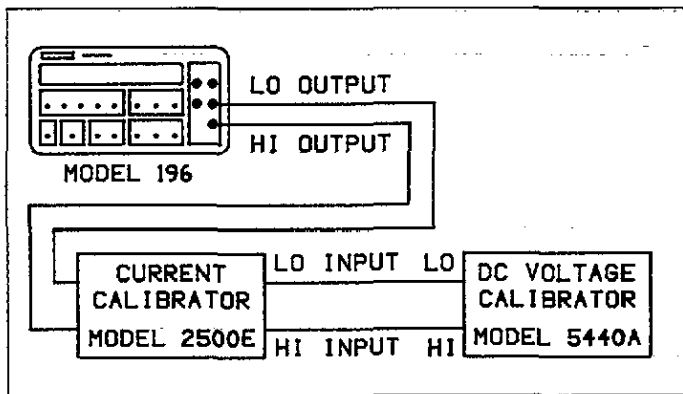 LO OUTPUT
HI OUTPUT
MODEL 196
CURRENT
CALIBRATOR
MODEL 2500E
LO INPUT LO
HI INPUT HI
DC VOLTAGE
CALIBRATOR
MODEL 5440A